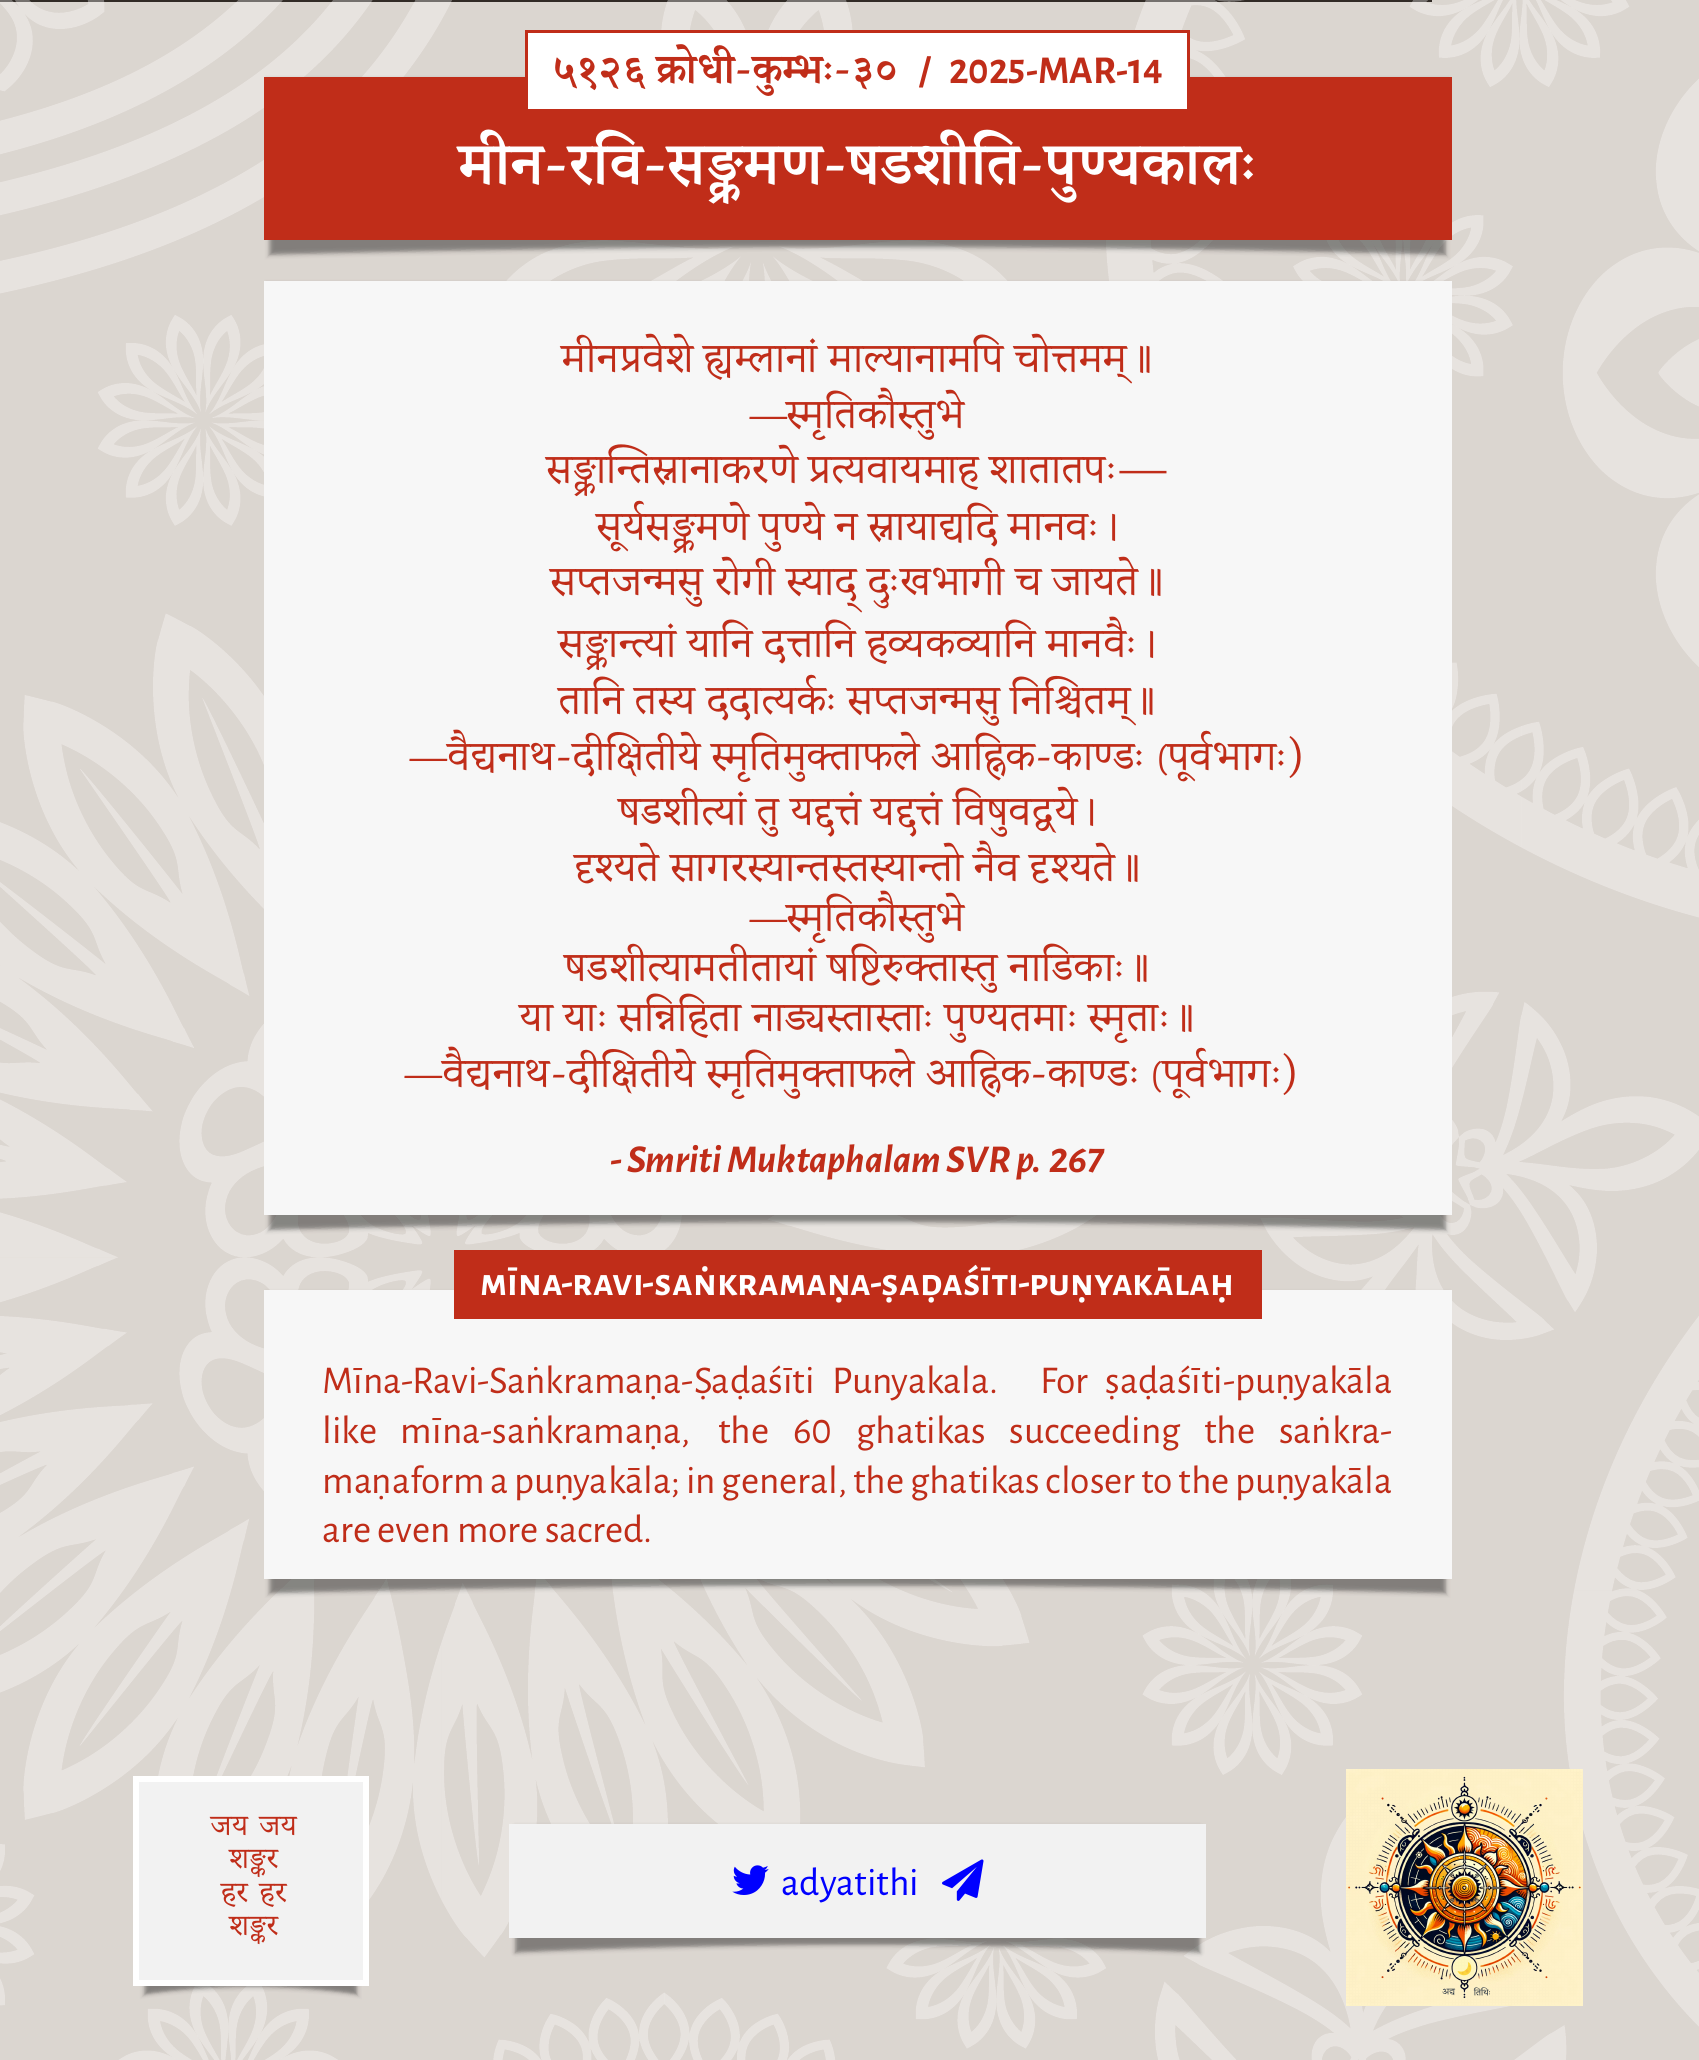 ५१२६ क्रोधी-कुम्भः-३० / 2025-MAR-14
मीन-रवि-सङ्क्रमण-षडशीति-पुण्यकालः
मीनप्रवेशे ह्यम्लानां माल्यानामपि चोत्तमम्॥
—स्मृतिकौस्तुभे
सङ्क्रान्तिस्नानाकरणे प्रत्यवायमाह शातातपः—
सूर्यसङ्क्रमणे पुण्ये न स्नायाद्यदि मानवः।
सप्तजन्मसु रोगी स्याद् दुःखभागी च जायते॥
सङ्क्रान्त्यां यानि दत्तानि हव्यकव्यानि मानवैः।
तानि तस्य ददात्यर्कः सप्तजन्मसु निश्चितम्॥
—वैद्यनाथ-दीक्षितीये स्मृतिमुक्ताफले आह्निक-काण्डः (पूर्वभागः)
षडशीत्यां तु यद्दत्तं यद्दत्तं विषुवद्वये।
दृश्यते सागरस्यान्तस्तस्यान्तो नैव दृश्यते॥
—स्मृतिकौस्तुभे
षडशीत्यामतीतायां षष्टिरुक्तास्तु नाडिकाः॥
या याः सन्निहिता नाड्यस्तास्ताः पुण्यतमाः स्मृताः॥
—वैद्यनाथ-दीक्षितीये स्मृतिमुक्ताफले आह्निक-काण्डः (पूर्वभागः)
- Smriti Muktaphalam SVR p. 267
MĪNA-RAVI-SAṄKRAMAṆA-ṢAḌAŚĪTI-PUṆYAKĀLAḤ
Mīna-Ravi-Saṅkramaṇa-Ṣaḍaśīti Punyakala. For ṣaḍaśīti-puṇyakāla
like mīna-saṅkramaṇa, the 60 ghatikas succeeding the saṅkra-
maṇaform a puṇyakāla; in general, the ghatikas closer to the puṇyakāla
are even more sacred.
जय जय
शङ्कर
हर हर
शङ्कर
adyatithi
अद्य तिथिः